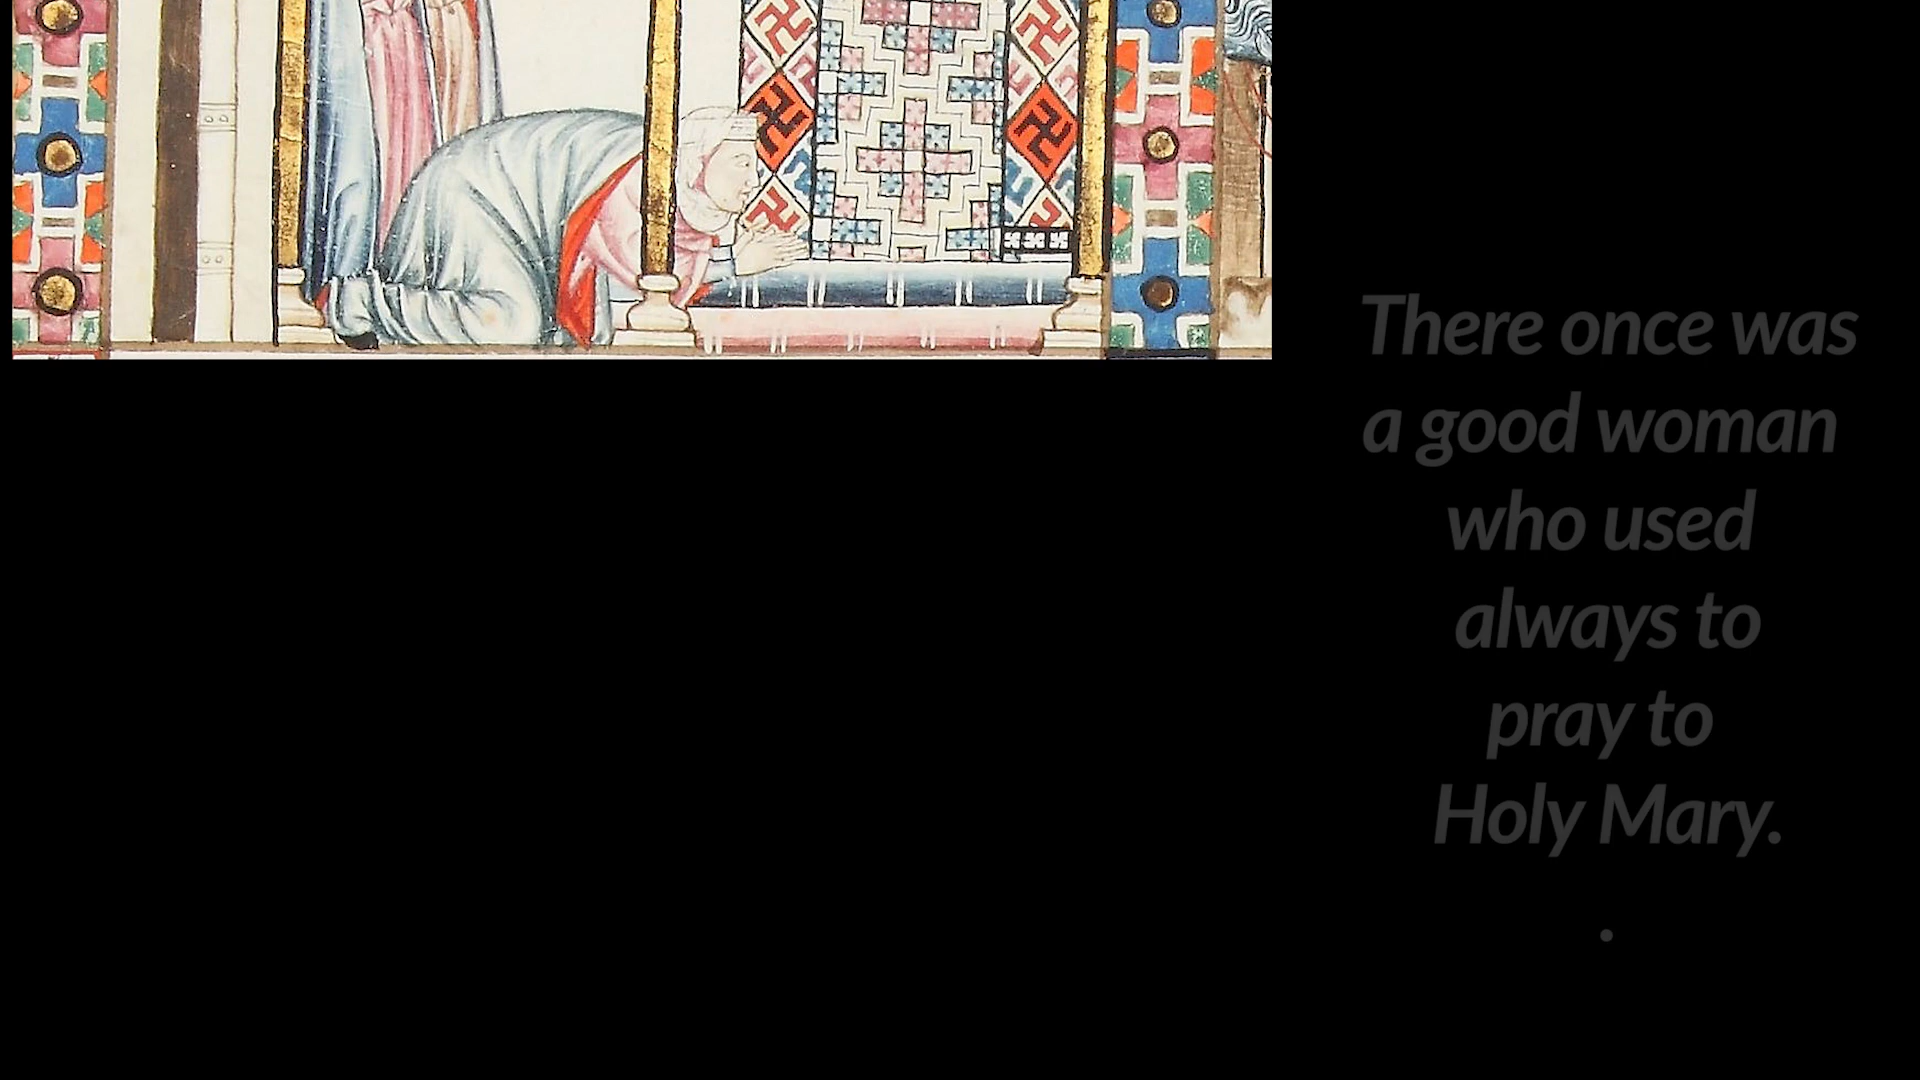 There once was
a good woman
who used
always to
pray to
Holy Mary.
.